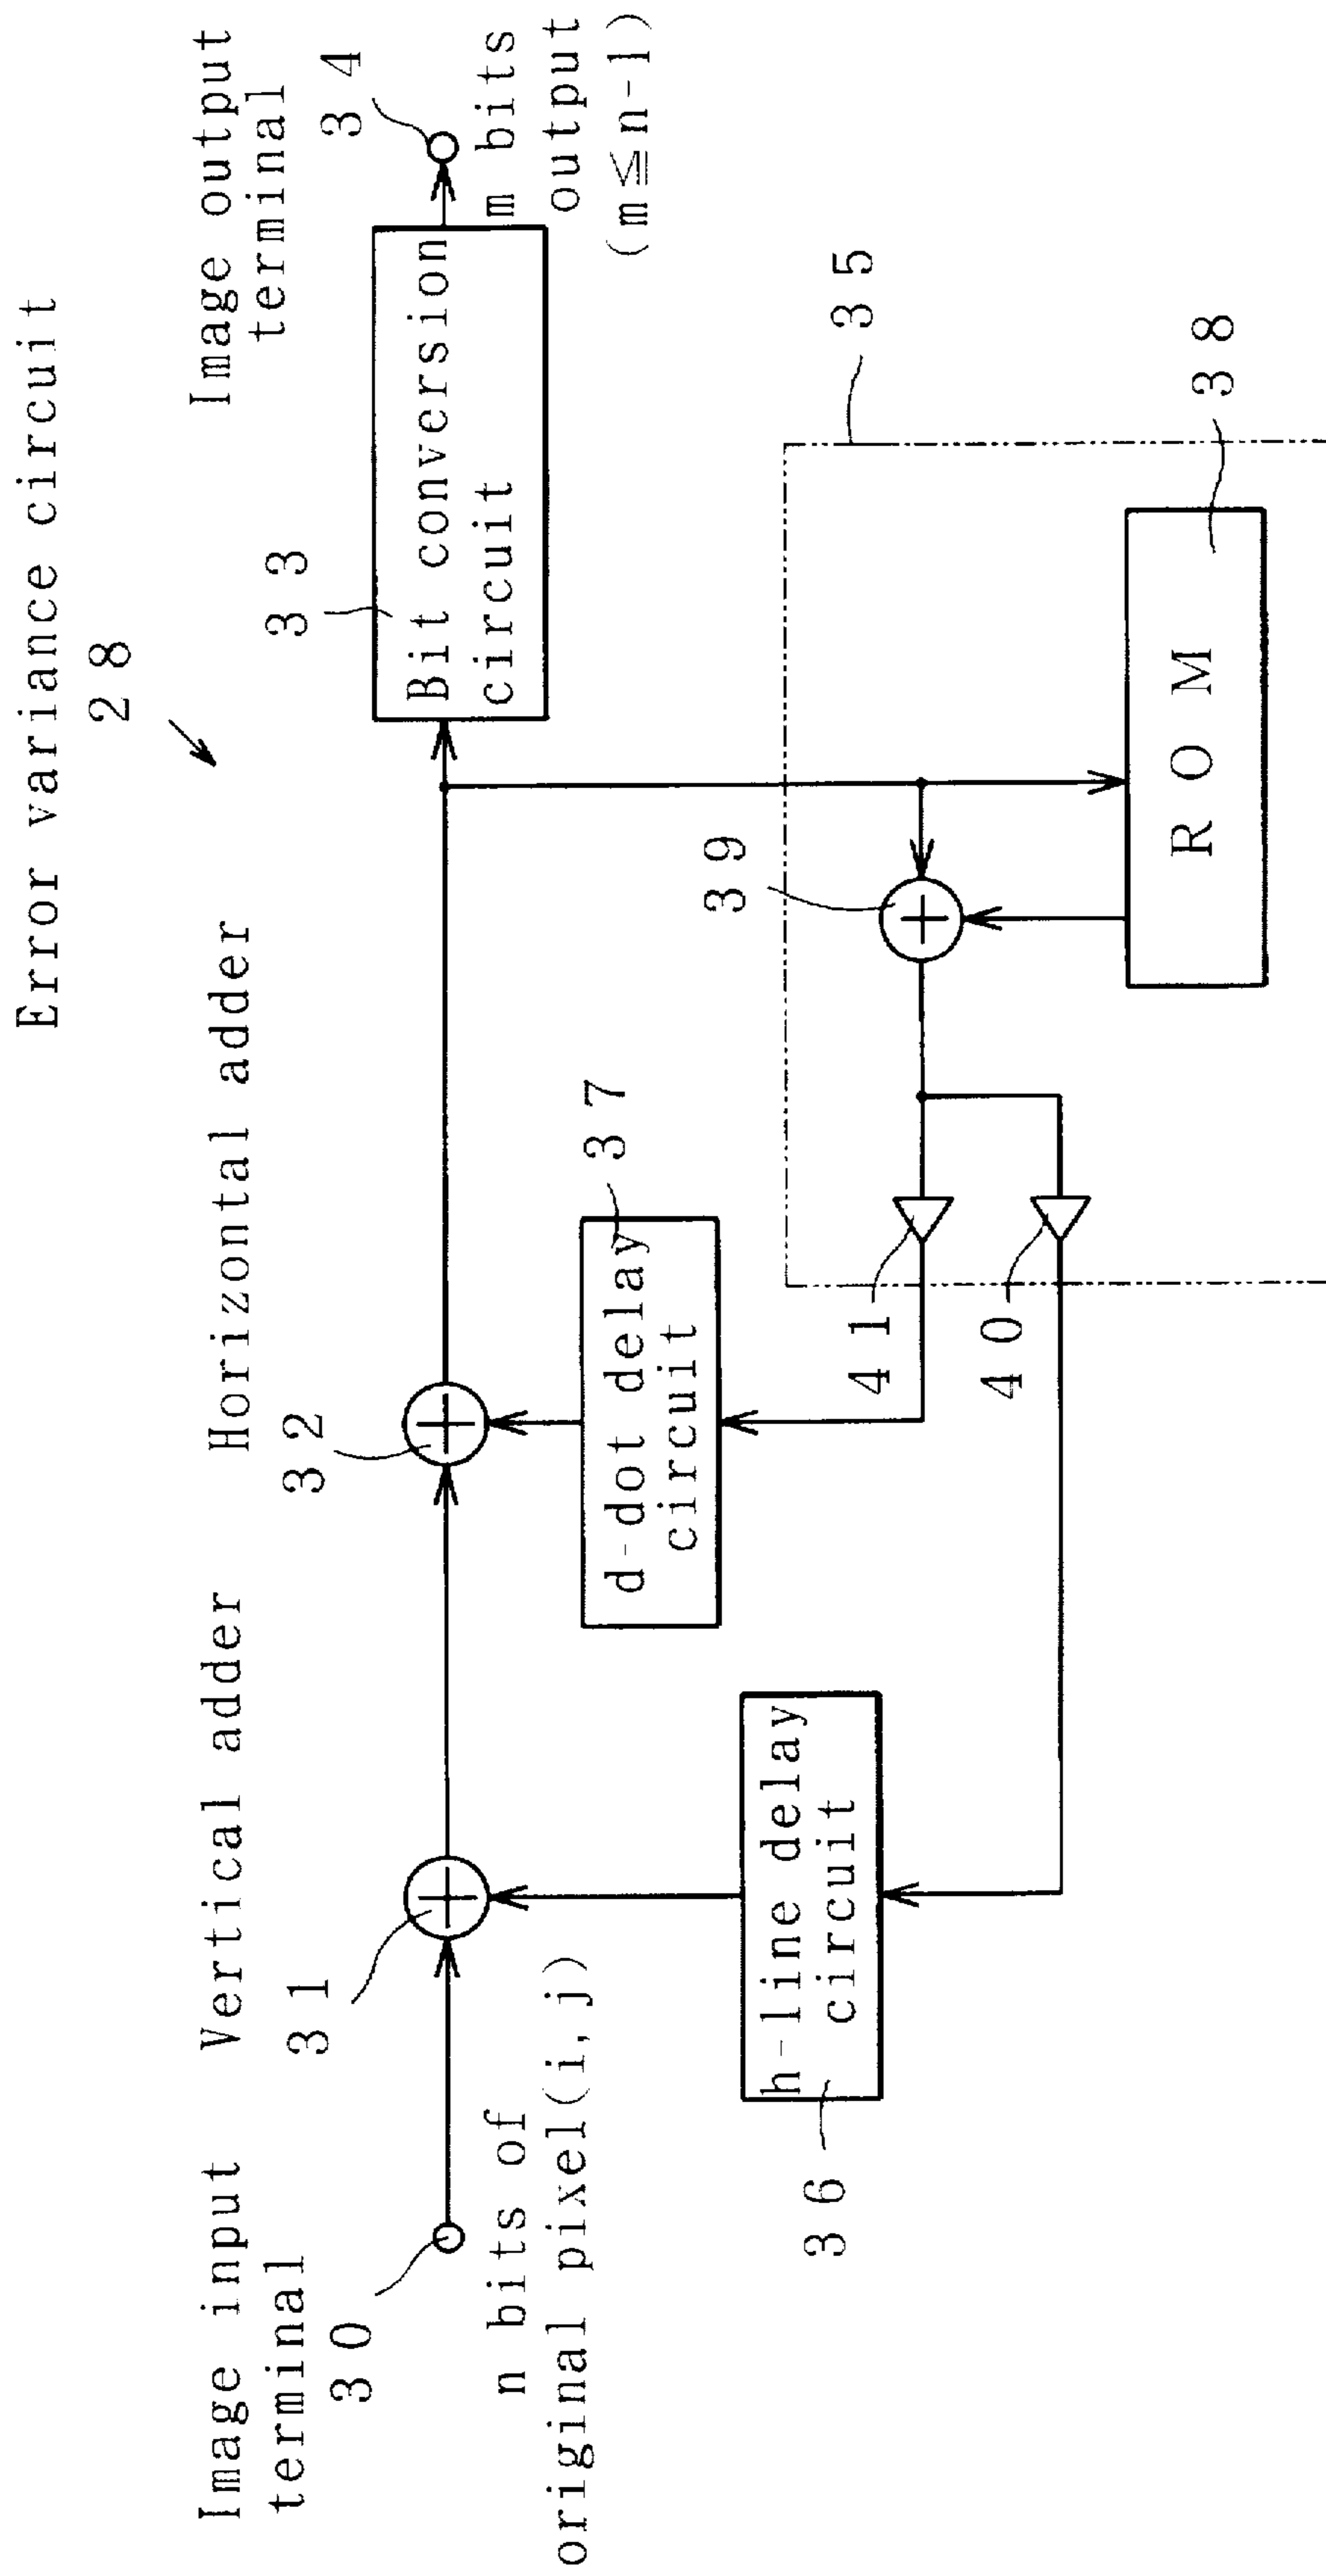 Error variance circuit
28
Image input
terminal
30
Vertical adder
31
Horizontal adder
32
33
Bit conversion
circuit
Image output
terminal
34
m bits
output
(m≦n-1)
n bits of
original pixel(i,j)
h-line delay
circuit
36
d-dot delay
circuit
37
39
35
41
40
ROM
38